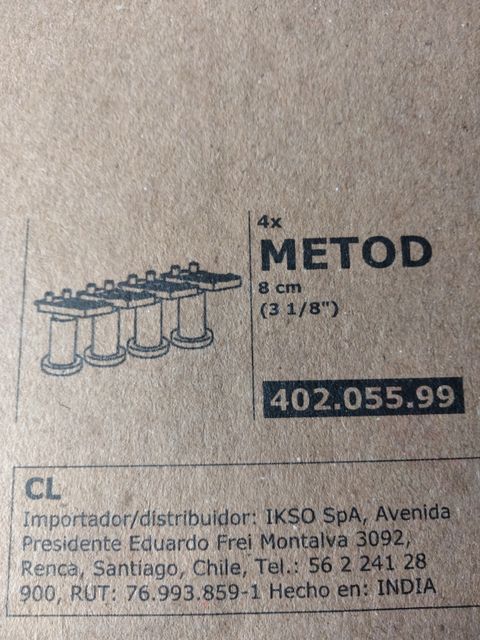 4x
METOD
8 cm
(3 1/8")
402.055.99
CL
Importador/distribuidor: IKSO SpA, Avenida
Presidente Eduardo Frei Montalva 3092,
Renca, Santiago, Chile, Tel.: 56 2 241 28
900, RUT: 76.993.859-1 Hecho en: INDIA